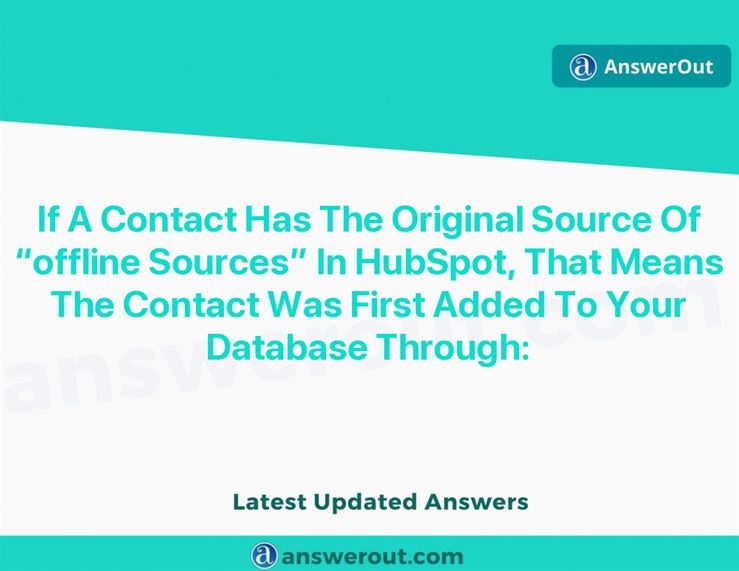 AnswerOut
If A Contact Has The Original Source Of
“offline Sources” In HubSpot, That Means
The Contact Was First Added To Your
Database Through:
answerout.com
Latest Updated Answers
answerout.com